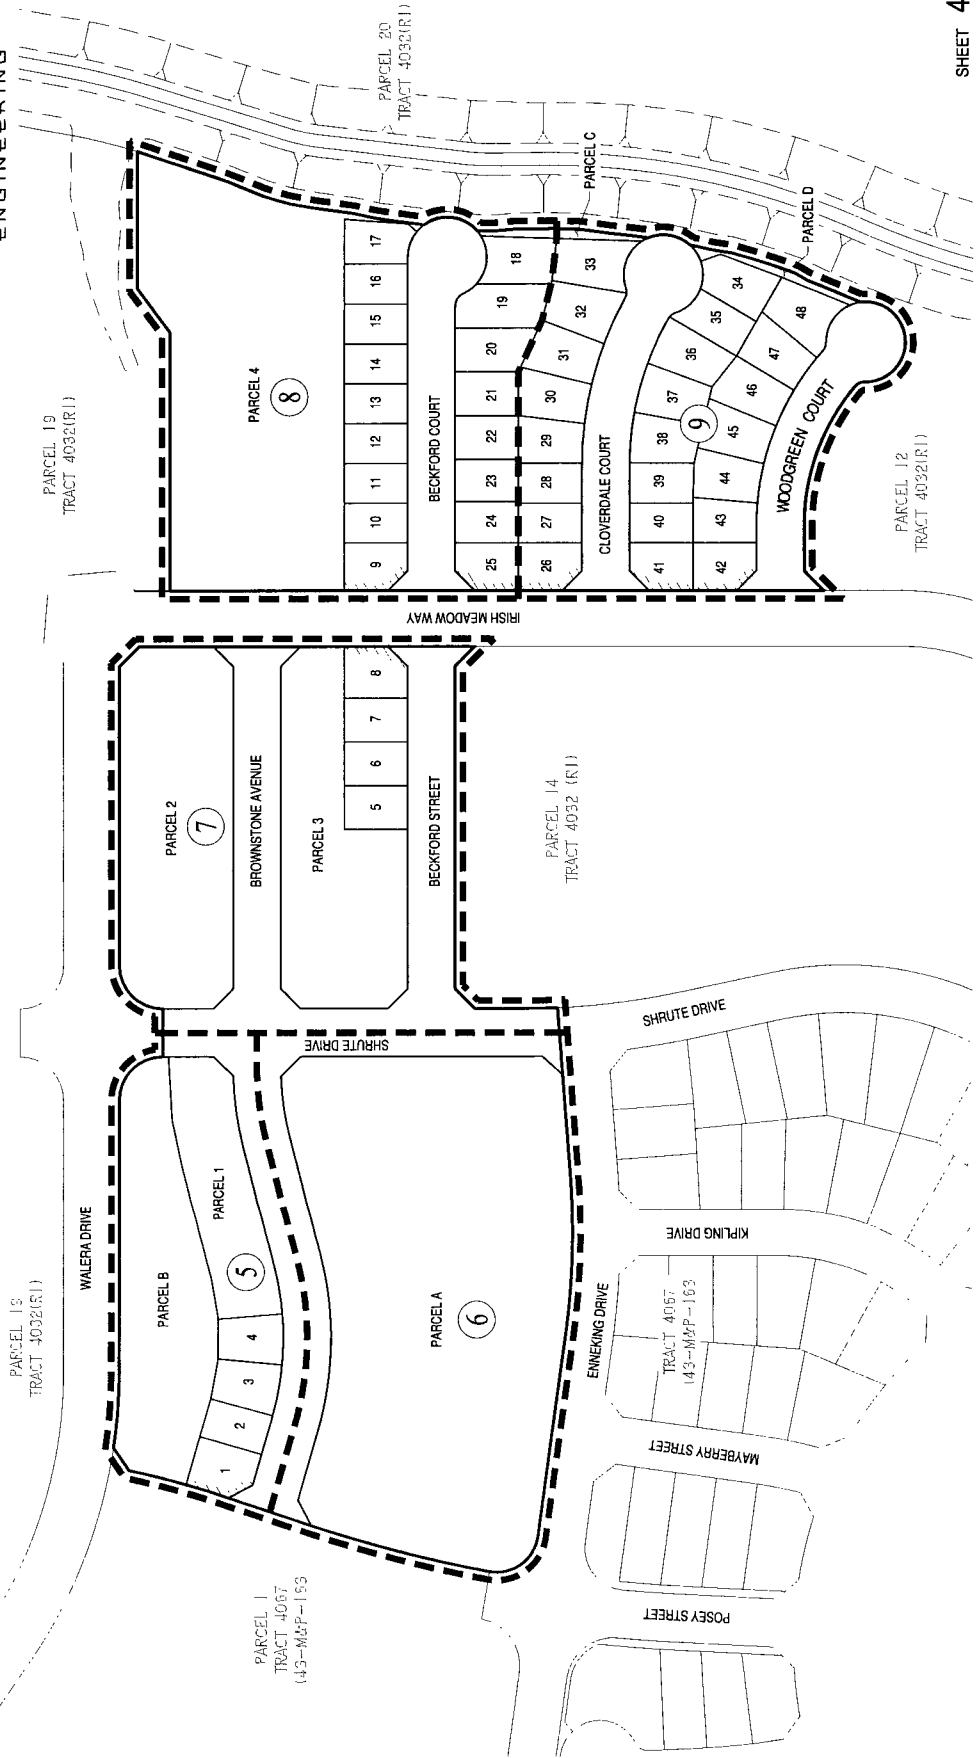 ENGINEERING
SHEET 4
PARCEL 19
TRACT 4032(R1)
PARCEL 20
TRACT 4032(R1)
PARCEL 4
8
9
10
11
12
13
14
15
16
17
BECKFORD COURT
25
24
23
22
21
20
19
18
PARCEL C
26
27
28
29
30
31
32
33
CLOVERDALE COURT
41
40
39
38
37
36
35
34
9
PARCEL D
42
43
44
45
46
47
48
WOODGREEN COURT
PARCEL 12
TRACT 4032(R1)
IRISH MEADOW WAY
PARCEL 2
7
BROWNSTONE AVENUE
PARCEL 3
5
6
7
8
BECKFORD STREET
PARCEL 14
TRACT 4032 (R1)
SHRUTE DRIVE
SHRUTE DRIVE
PARCEL 13
TRACT 4032(R1)
WALERA DRIVE
PARCEL B
PARCEL 1
5
1
2
3
4
PARCEL A
6
ENNEKING DRIVE
KIPLING DRIVE
TRACT 4067
(43-M&P-163
MAYBERRY STREET
POSEY STREET
PARCEL 1
TRACT 4067
(43-M&P-163